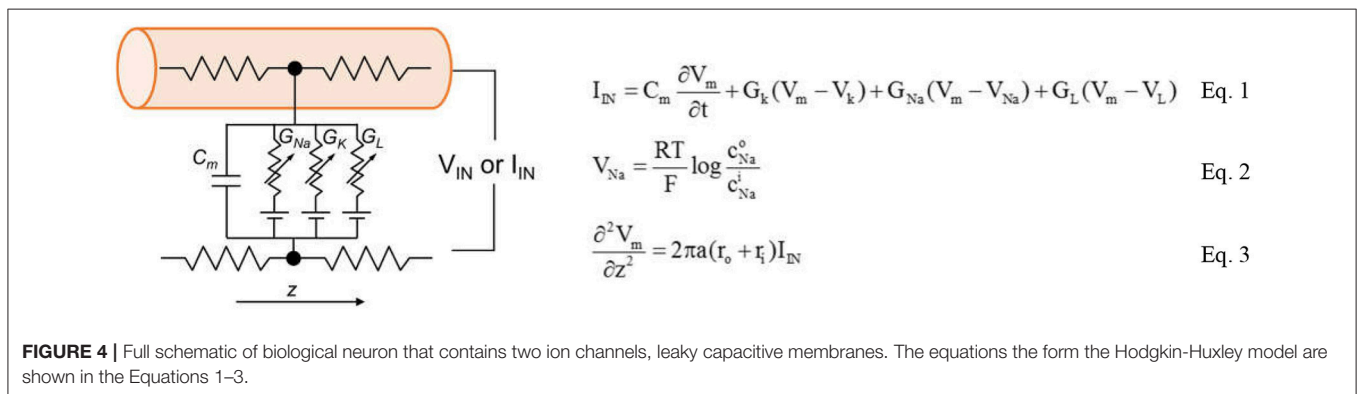 G_Na G_K G_L
C_m
V_IN or I_IN
z
I_IN = C_m ∂V_m/∂t + G_k(V_m − V_k) + G_Na(V_m − V_Na) + G_L(V_m − V_L) Eq. 1
V_Na = RT/F log c^o_Na/c^i_Na Eq. 2
∂²V_m/∂z² = 2πa(r_o + r_i)I_IN Eq. 3
FIGURE 4 | Full schematic of biological neuron that contains two ion channels, leaky capacitive membranes. The equations the form the Hodgkin-Huxley model are
shown in the Equations 1–3.